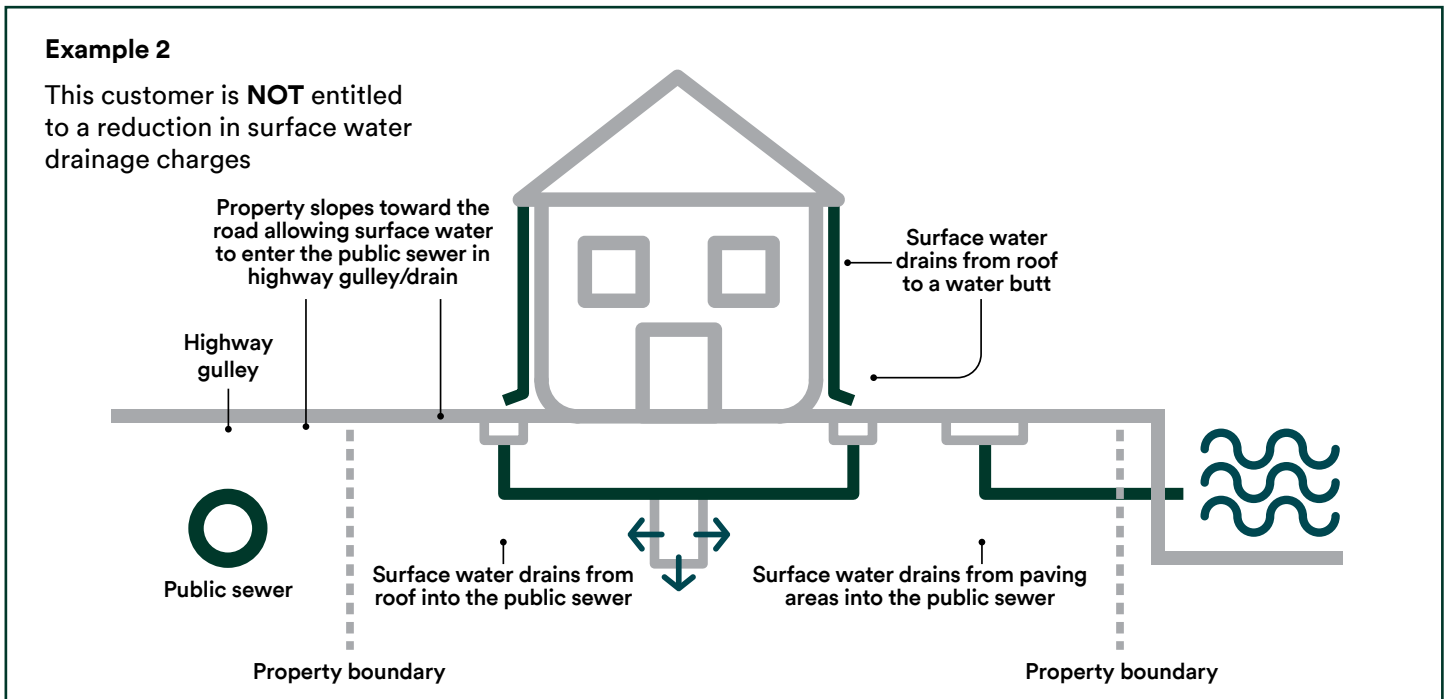 Example 2
This customer is NOT entitled
to a reduction in surface water
drainage charges
Property slopes toward the
road allowing surface water
to enter the public sewer in
highway gulley/drain
Surface water
drains from roof
to a water butt
Highway
gulley
Public sewer
Surface water drains from
roof into the public sewer
Surface water drains from paving
areas into the public sewer
Property boundary
Property boundary